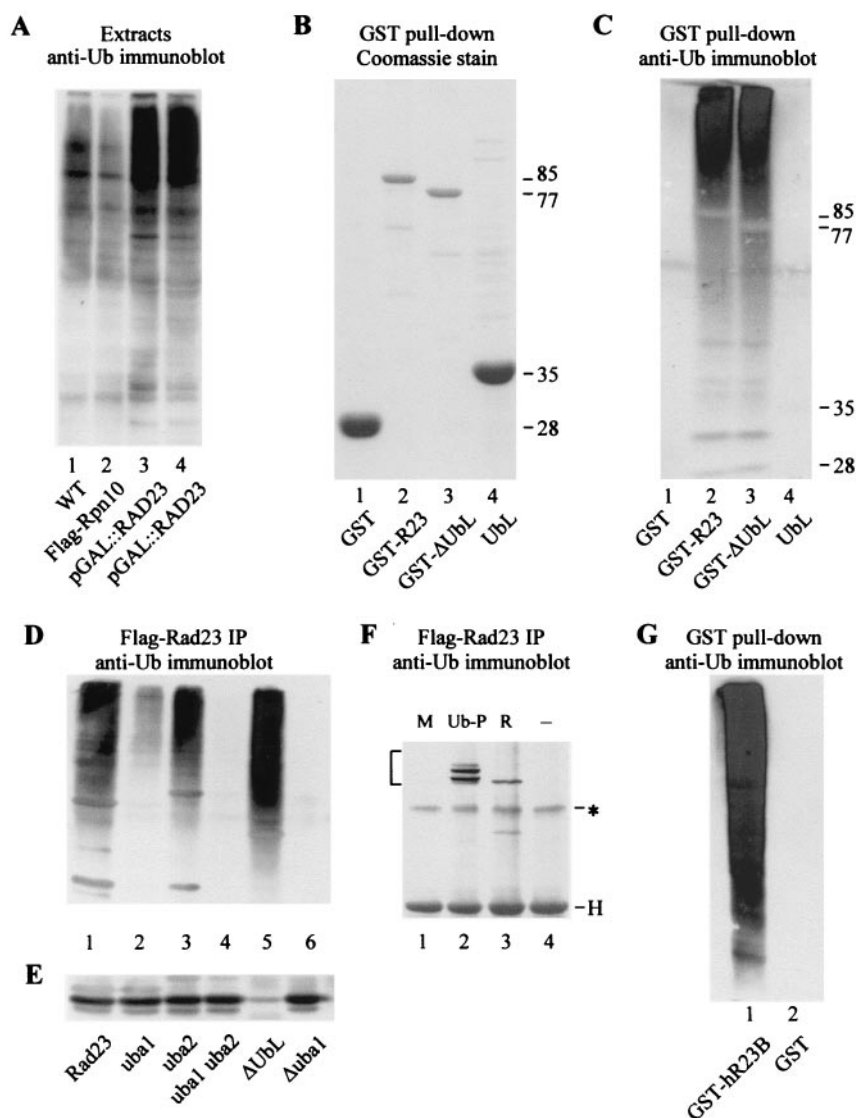 A
Extracts
anti-Ub immunoblot
1 2 3 4
WT
Flag-Rpn10
pGAL::RAD23
pGAL::RAD23
B
GST pull-down
Coomassie stain
85
77
35
28
1 2 3 4
GST
GST-R23
GST-ΔUbL
UbL
C
GST pull-down
anti-Ub immunoblot
85
77
35
28
1 2 3 4
GST
GST-R23
GST-ΔUbL
UbL
D
Flag-Rad23 IP
anti-Ub immunoblot
1 2 3 4 5 6
E
Rad23
uba1
uba2
uba1 uba2
ΔUbL
Δuba1
F
Flag-Rad23 IP
anti-Ub immunoblot
M Ub-P R –
*
H
1 2 3 4
G
GST pull-down
anti-Ub immunoblot
1 2
GST-hR23B
GST